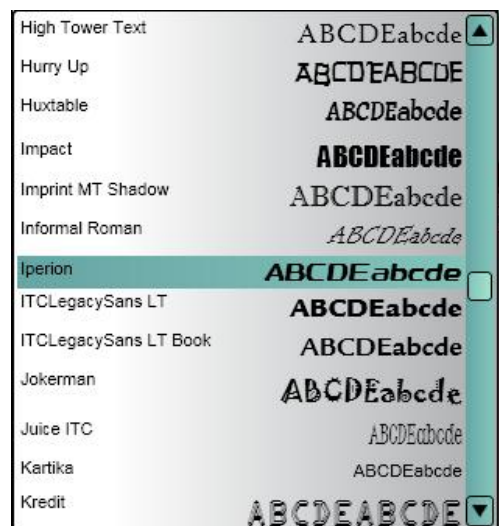 High Tower Text ABCDEabcde
Hurry Up ABCDEABCDE
Huxtable ABCDEabcde
Impact ABCDEabcde
Imprint MT Shadow ABCDEabcde
Informal Roman ABCDEabcde
Iperion ABCDEabcde
ITCLegacySans LT ABCDEabcde
ITCLegacySans LT Book ABCDEabcde
Jokerman ABCDEabcde
Juice ITC ABCDEabcde
Kartika ABCDEabcde
Kredit ABCDEABCDE